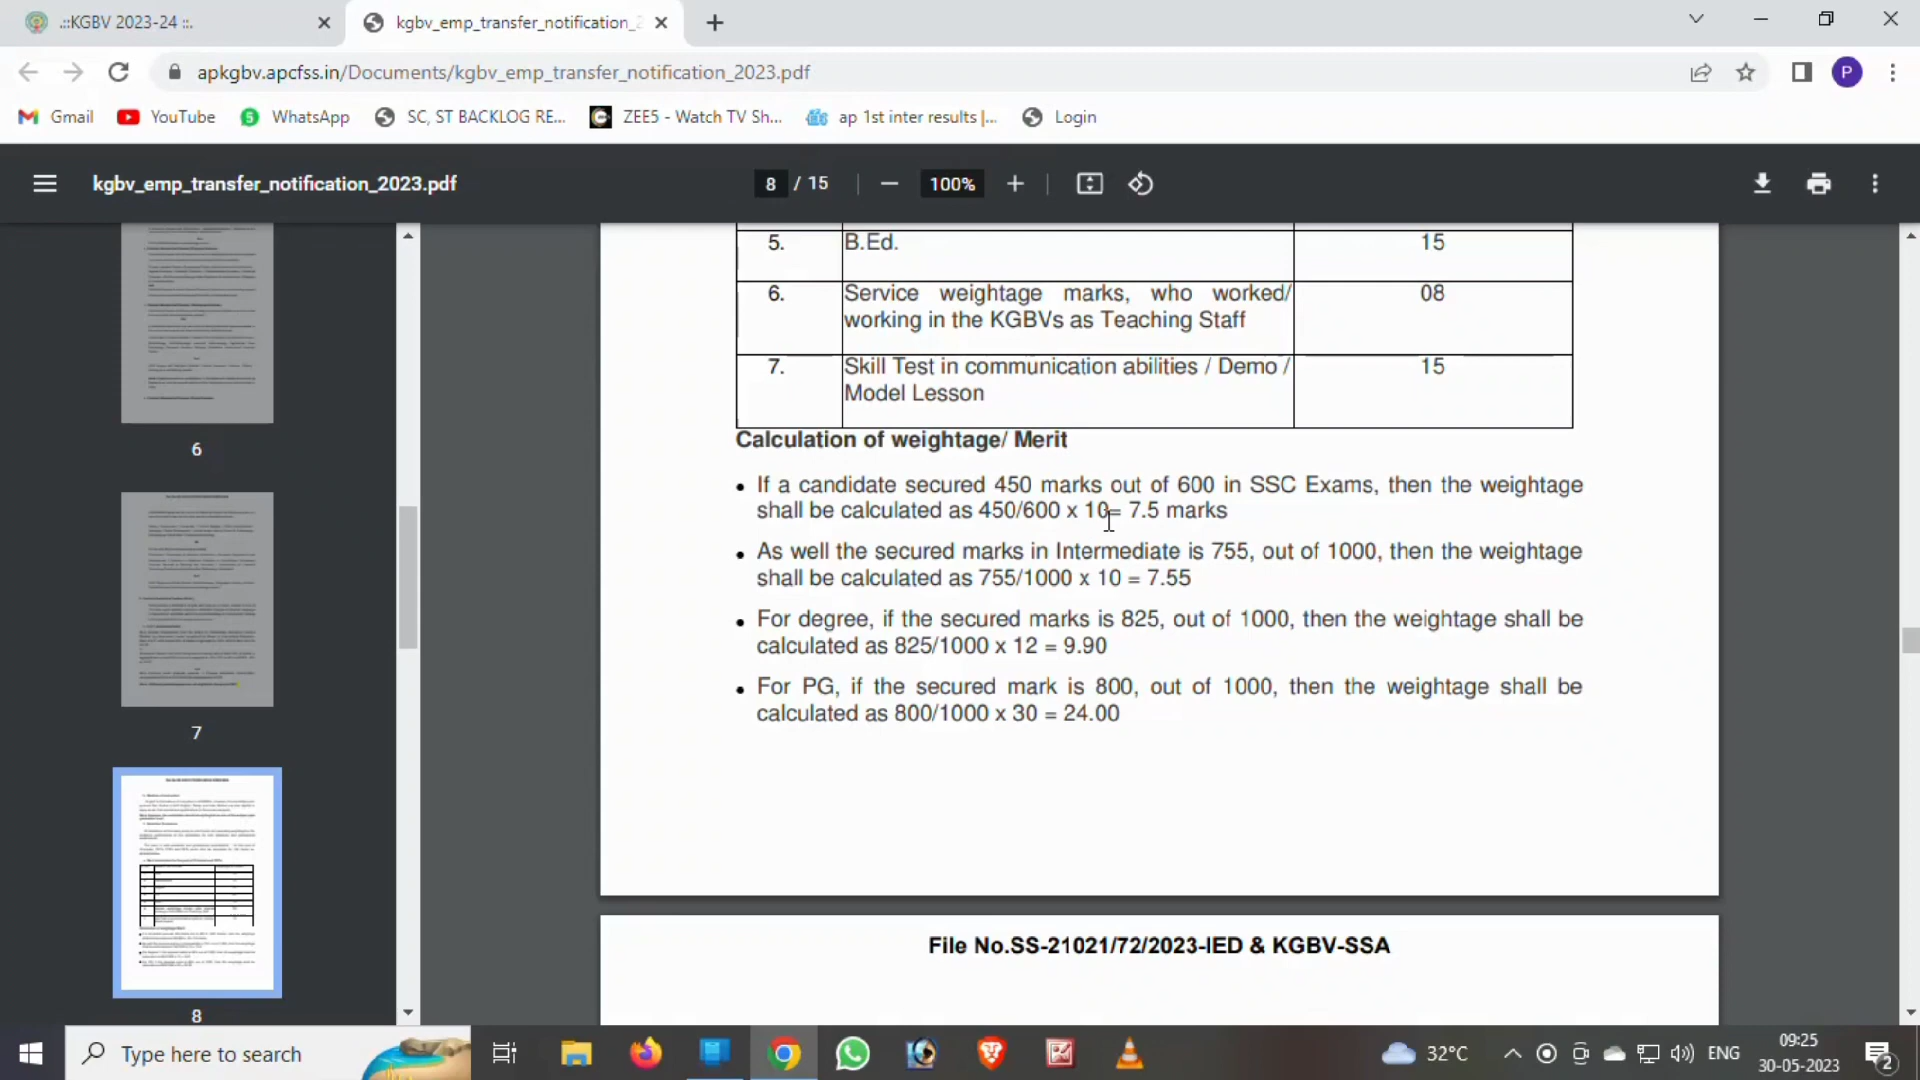 .::KGBV 2023-24 ::.
kgbv_emp_transfer_notification_2
apkgbv.apcfss.in/Documents/kgbv_emp_transfer_notification_2023.pdf
P
Gmail
YouTube
5
WhatsApp
SC, ST BACKLOG RE...
ZEE5 - Watch TV Sh...
ap 1st inter results |...
Login
kgbv_emp_transfer_notification_2023.pdf
8 / 15
100%
6
7
8
5. B.Ed. 15
6. Service weightage marks, who worked/ 08
working in the KGBVs as Teaching Staff
7. Skill Test in communication abilities / Demo / 15
Model Lesson
Calculation of weightage/ Merit
• If a candidate secured 450 marks out of 600 in SSC Exams, then the weightage
shall be calculated as 450/600 x 10= 7.5 marks
• As well the secured marks in Intermediate is 755, out of 1000, then the weightage
shall be calculated as 755/1000 x 10 = 7.55
• For degree, if the secured marks is 825, out of 1000, then the weightage shall be
calculated as 825/1000 x 12 = 9.90
• For PG, if the secured mark is 800, out of 1000, then the weightage shall be
calculated as 800/1000 x 30 = 24.00
File No.SS-21021/72/2023-IED & KGBV-SSA
Type here to search
32°C
ENG
09:25
30-05-2023
2